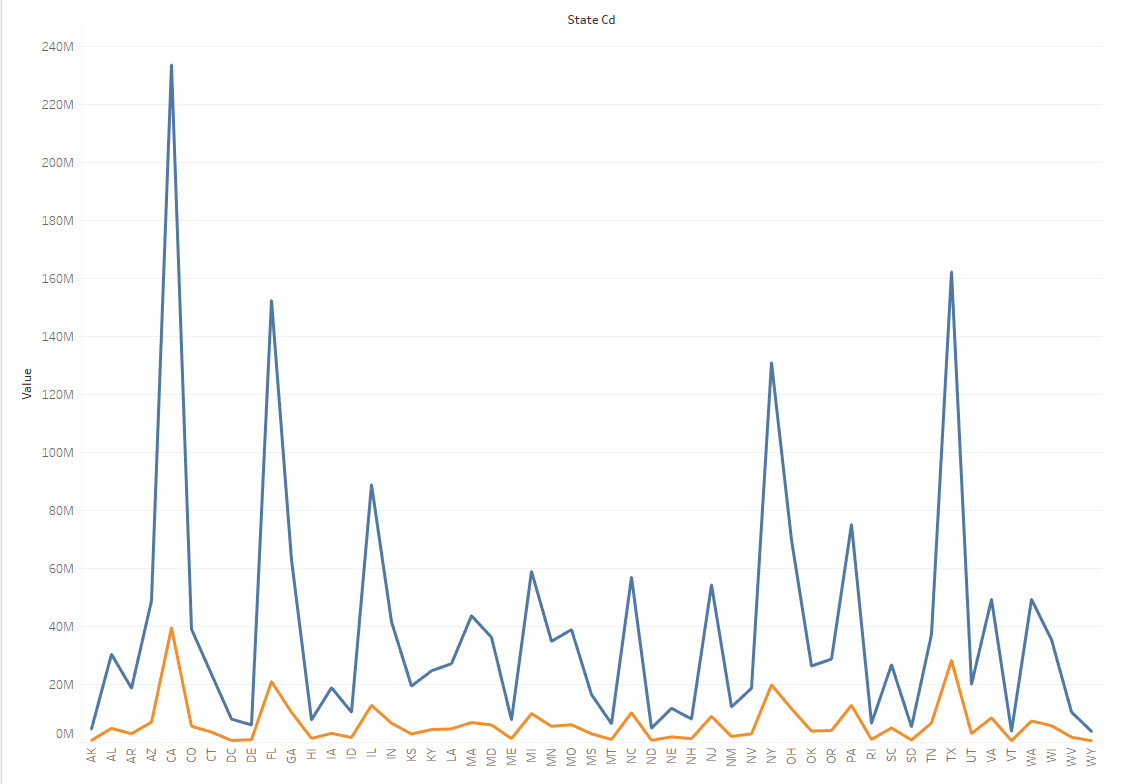 State Cd
240M
220M
200M
180M
160M
140M
120M
100M
80M
60M
40M
20M
0M
Value
AK AL AR AZ CA CO CT DC DE FL GA HI IA ID IL IN KS KY LA MA MD ME MI MN MO MS MT NC ND NE NH NJ NM NV NY OH OK OR PA RI SC SD TN TX UT VA VT WA WI WV WY